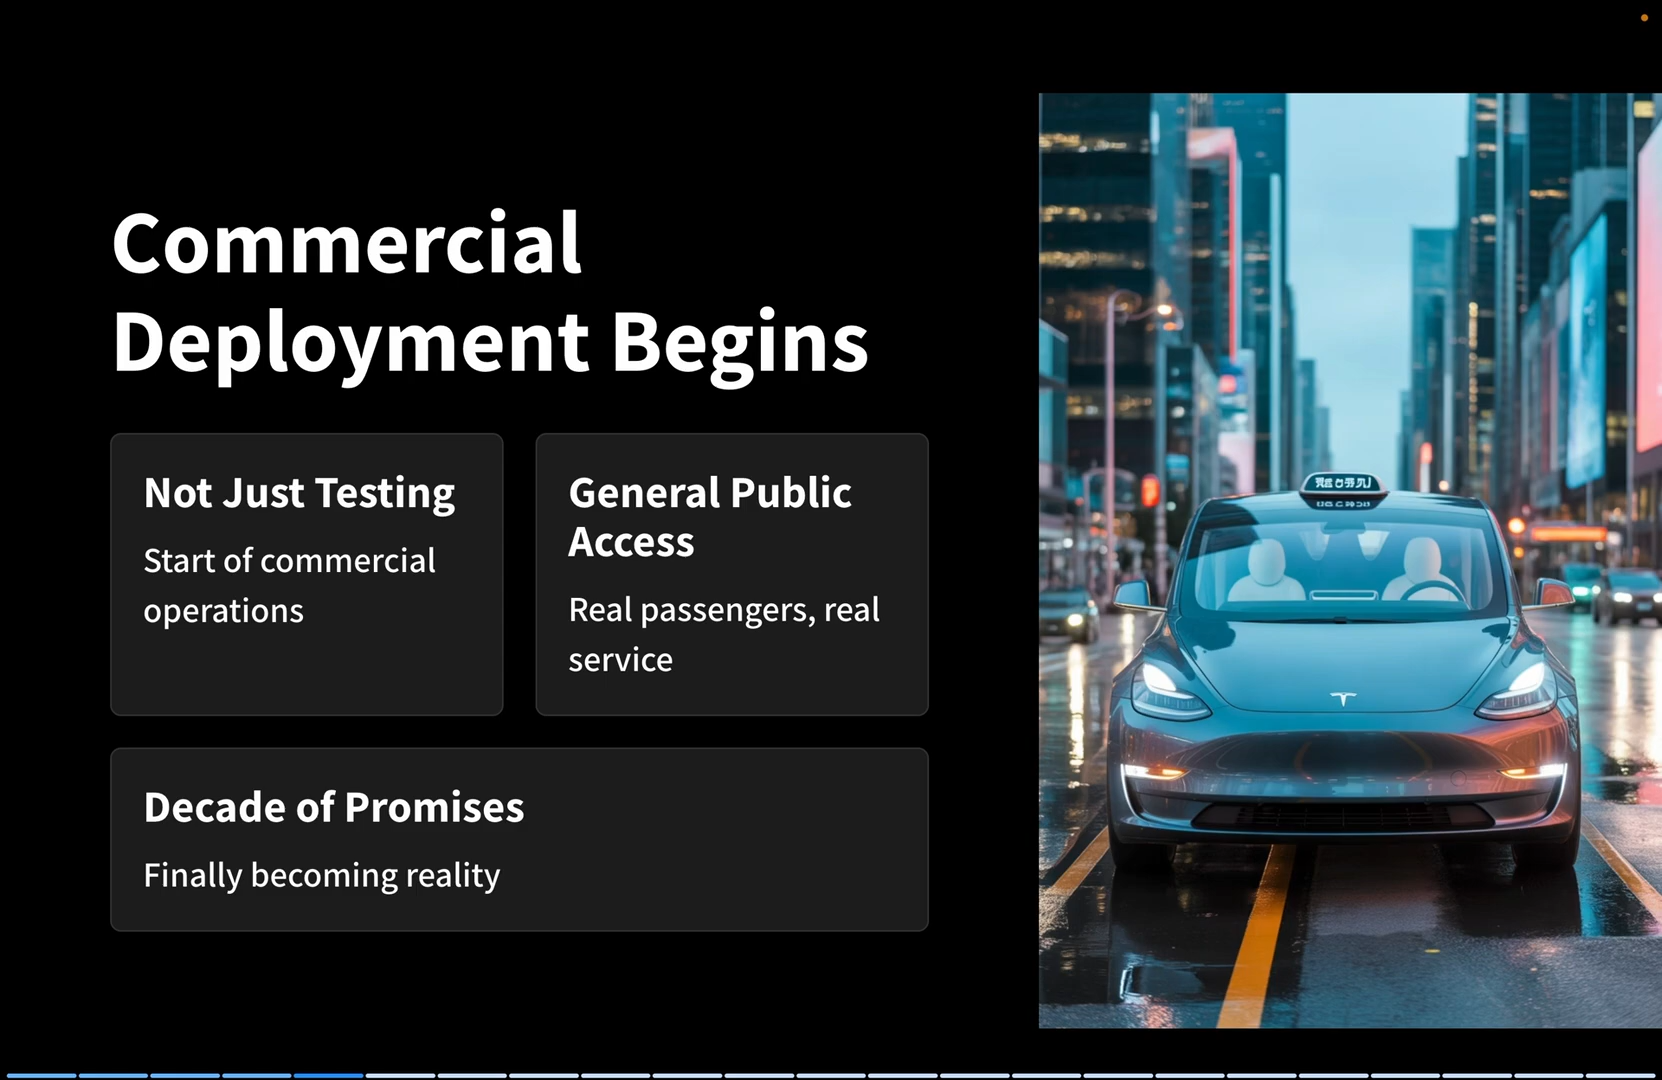 Commercial
Deployment Begins
Not Just Testing
Start of commercial
operations
General Public
Access
Real passengers, real
service
Decade of Promises
Finally becoming reality